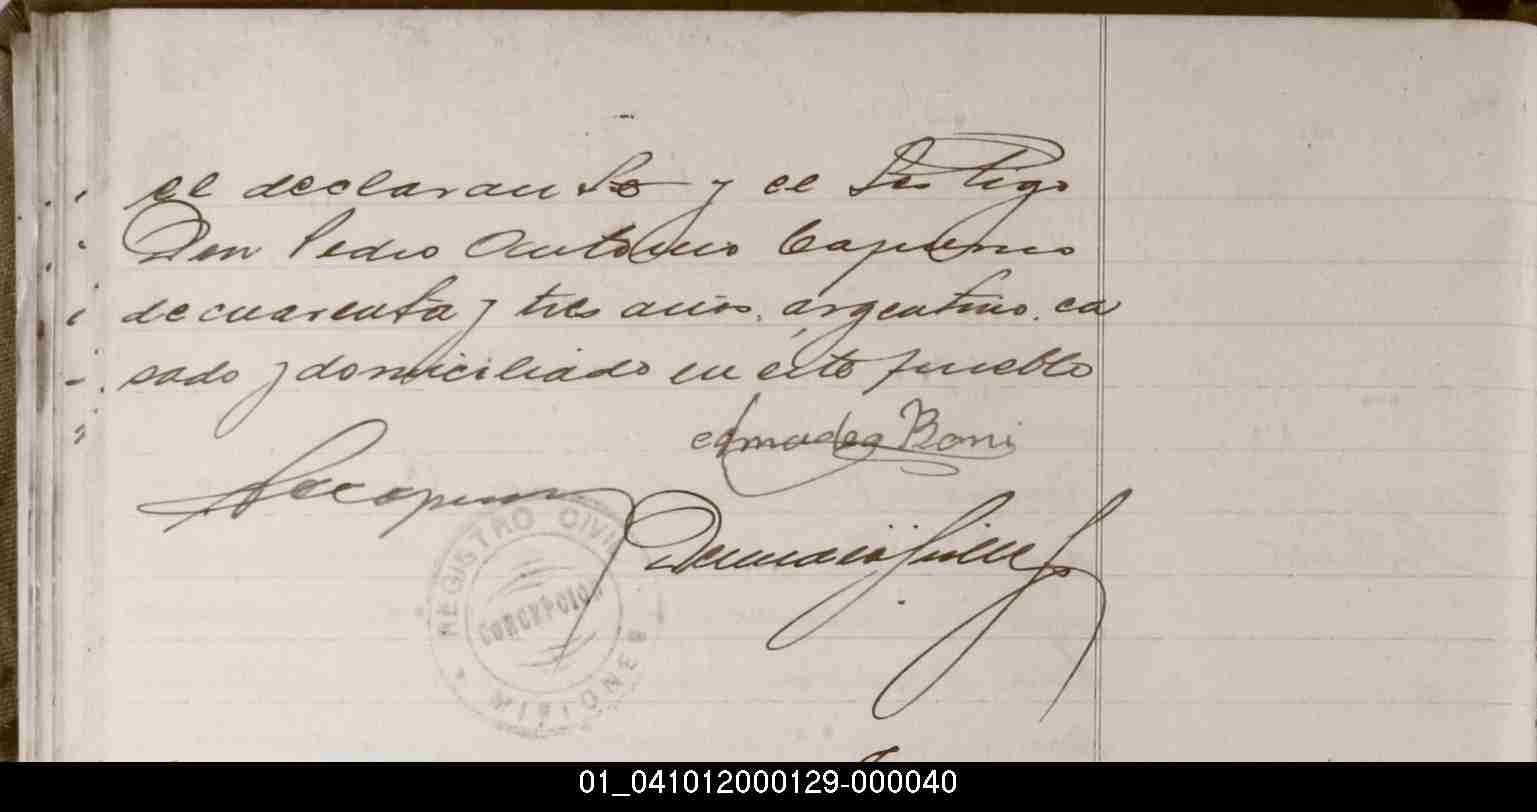 el declarante y el Testigo
Don Pedro Antonio Capurro
de cuarenta y tres años, argentino, ca
sado y domiciliado en este pueblo
Amadeo Boni
REGISTRO CIVIL
CONCEPCION
MISIONES
01_041012000129-000040